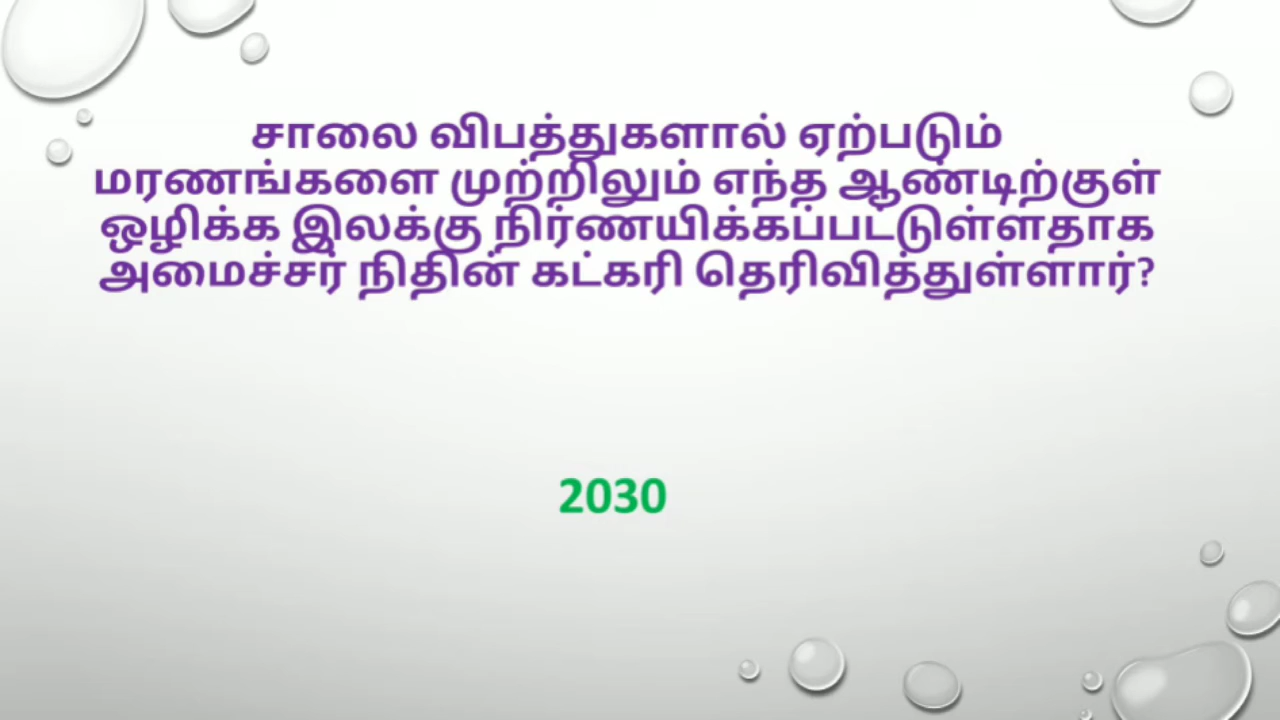 சாலை விபத்துகளால் ஏற்படும்
மரணங்களை முற்றிலும் எந்த ஆண்டிற்குள்
ஒழிக்க இலக்கு நிர்ணயிக்கப்பட்டுள்ளதாக
அமைச்சர் நிதின் கட்கரி தெரிவித்துள்ளார்?
2030